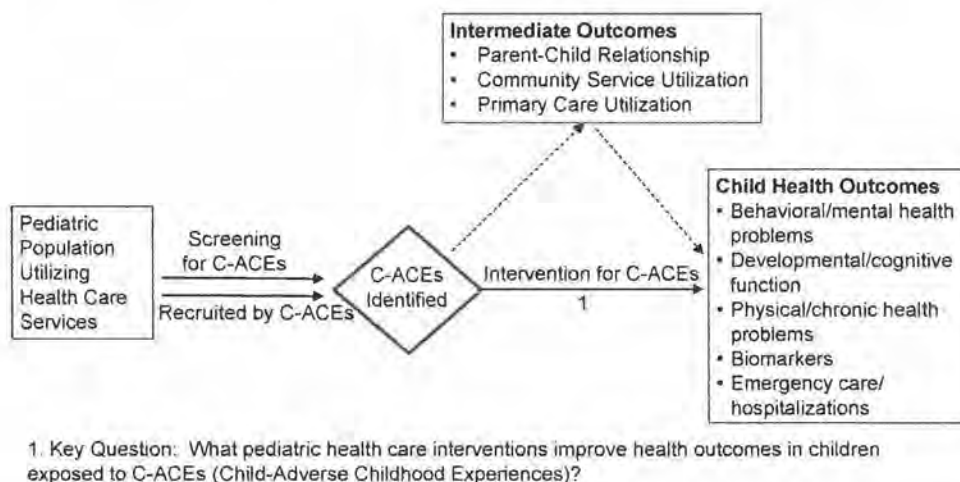 Intermediate Outcomes
• Parent-Child Relationship
• Community Service Utilization
• Primary Care Utilization
Pediatric
Population
Utilizing
Health Care
Services
Screening
for C-ACEs
Recruited by C-ACEs
C-ACEs
Identified
Intervention for C-ACEs
1
Child Health Outcomes
• Behavioral/mental health
problems
• Developmental/cognitive
function
• Physical/chronic health
problems
• Biomarkers
• Emergency care/
hospitalizations
1. Key Question: What pediatric health care interventions improve health outcomes in children
exposed to C-ACEs (Child-Adverse Childhood Experiences)?